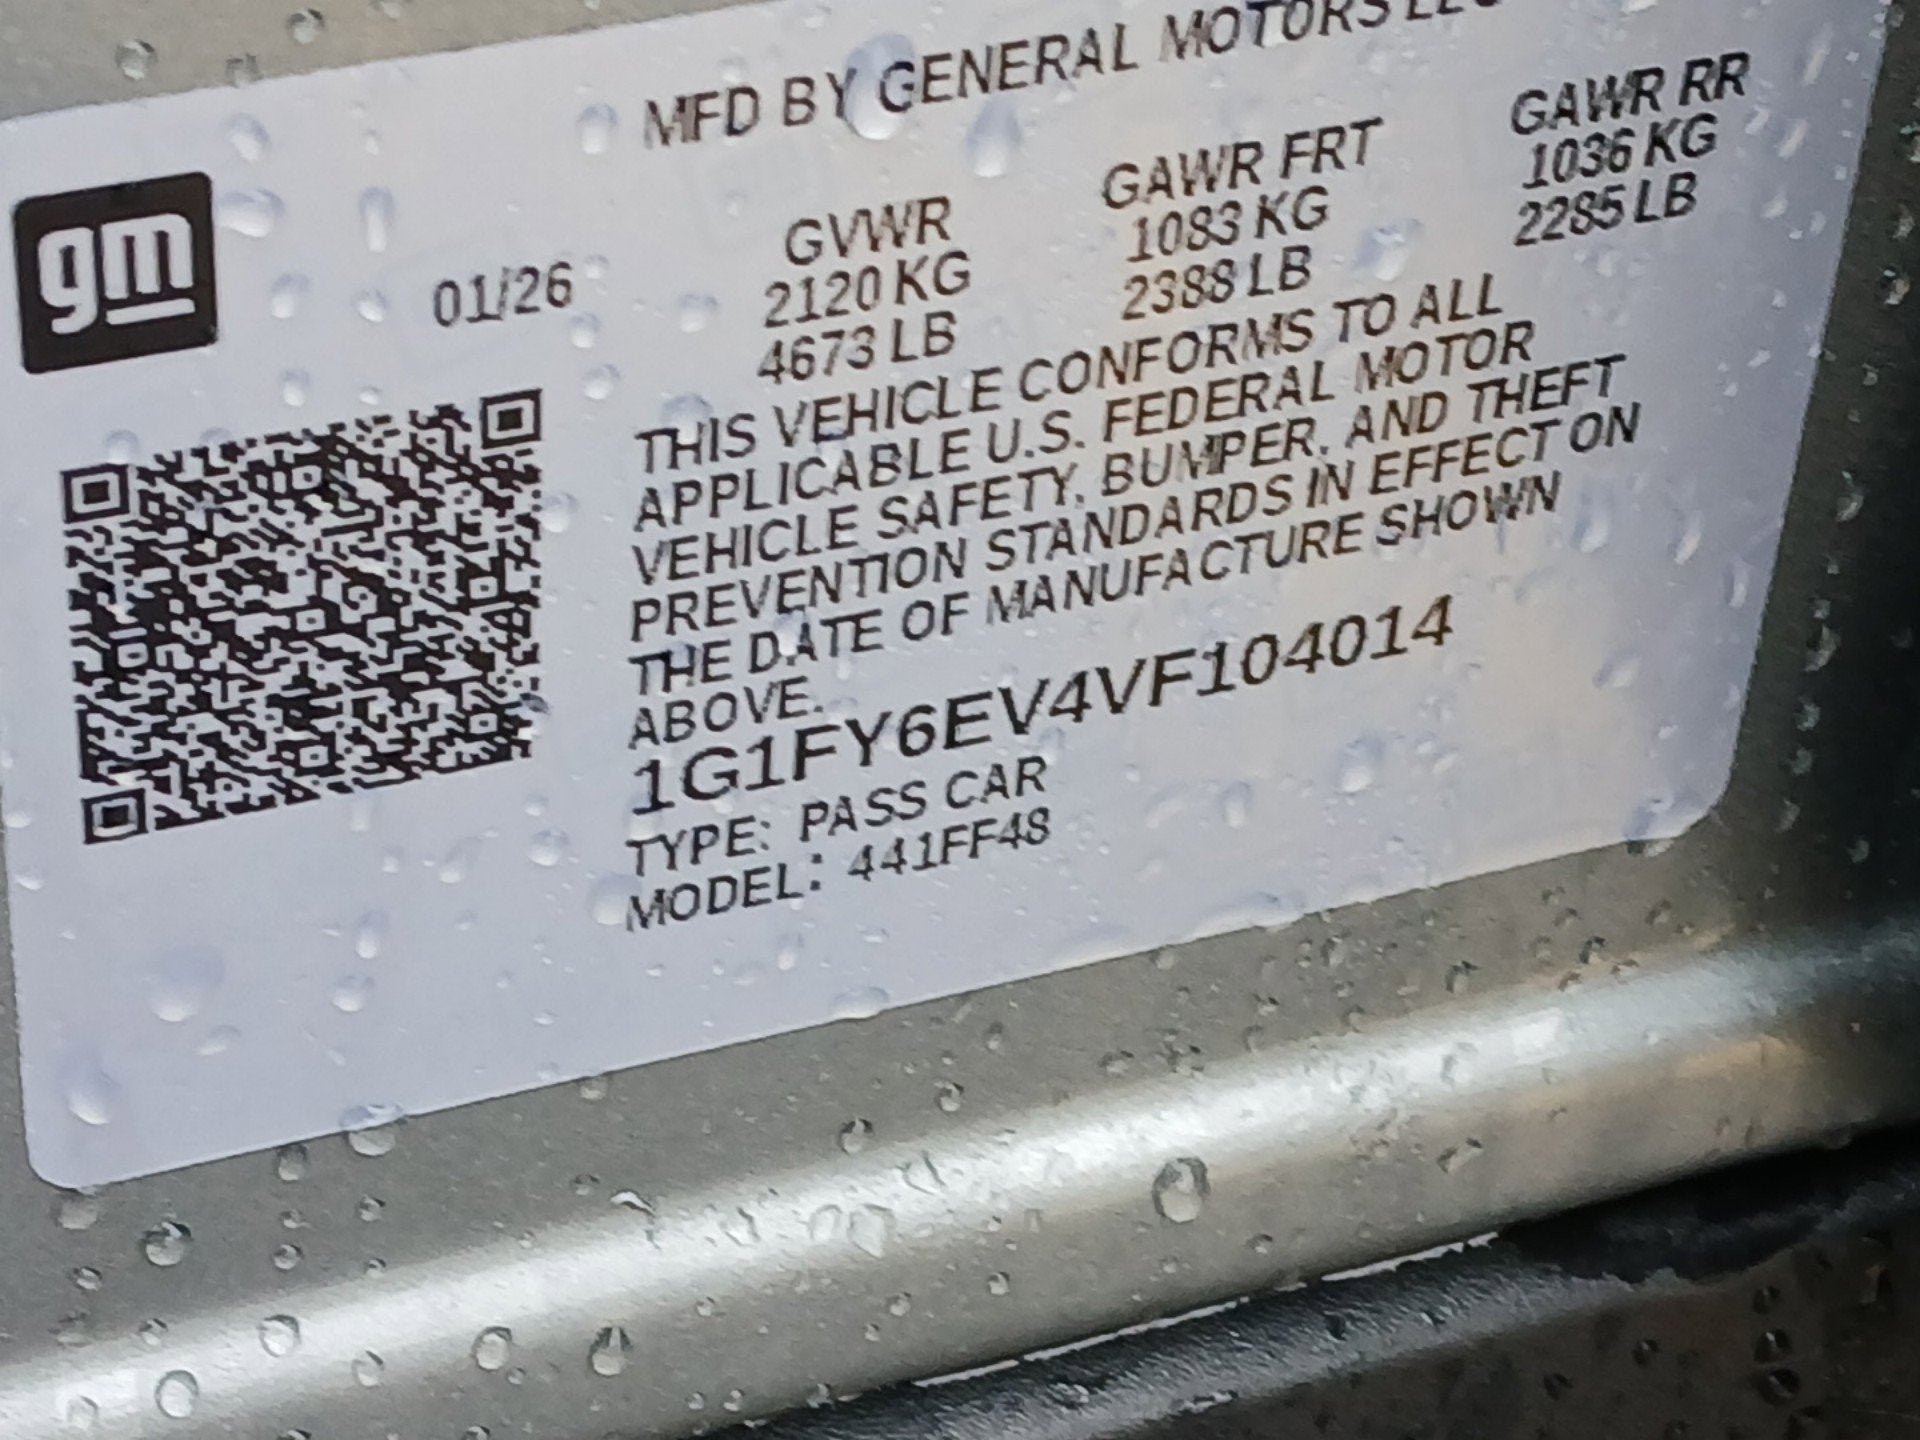 MFD BY GENERAL MOTORS LLC
gm
01/26
GVWR GAWR FRT GAWR RR
2120 KG 1083 KG 1036 KG
4673 LB 2388 LB 2285 LB
THIS VEHICLE CONFORMS TO ALL
APPLICABLE U.S. FEDERAL MOTOR
VEHICLE SAFETY, BUMPER, AND THEFT
PREVENTION STANDARDS IN EFFECT ON
THE DATE OF MANUFACTURE SHOWN
ABOVE.
1G1FY6EV4VF104014
TYPE: PASS CAR
MODEL: 441FF48